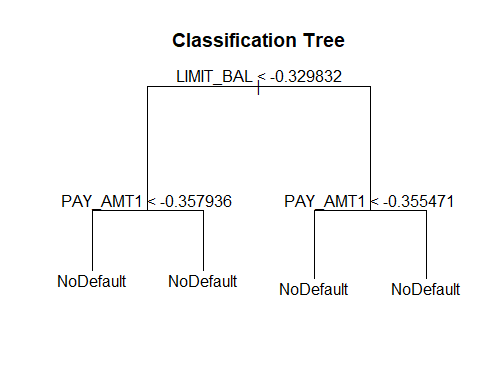 Classification Tree
LIMIT_BAL < -0.329832
PAY_AMT1 < -0.357936
PAY_AMT1 < -0.355471
NoDefault
NoDefault
NoDefault
NoDefault